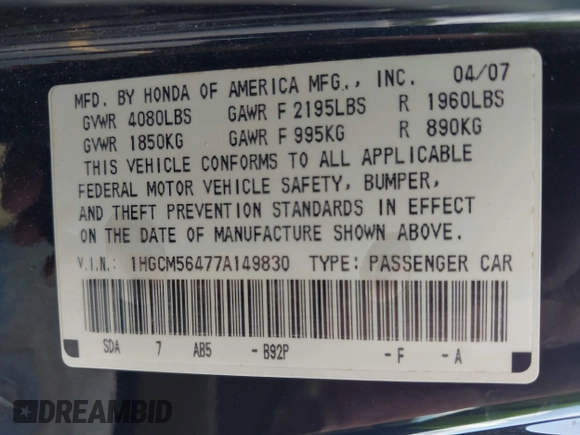 MFD. BY HONDA OF AMERICA MFG., INC. 04/07
GVWR 4080LBS GAWR F 2195LBS R 1960LBS
GVWR 1850KG GAWR F 995KG R 890KG
THIS VEHICLE CONFORMS TO ALL APPLICABLE
FEDERAL MOTOR VEHICLE SAFETY, BUMPER,
AND THEFT PREVENTION STANDARDS IN EFFECT
ON THE DATE OF MANUFACTURE SHOWN ABOVE.
V.I.N.: 1HGCM56477A149830 TYPE: PASSENGER CAR
SDA 7 AB5 - B92P - F - A
DREAMBID